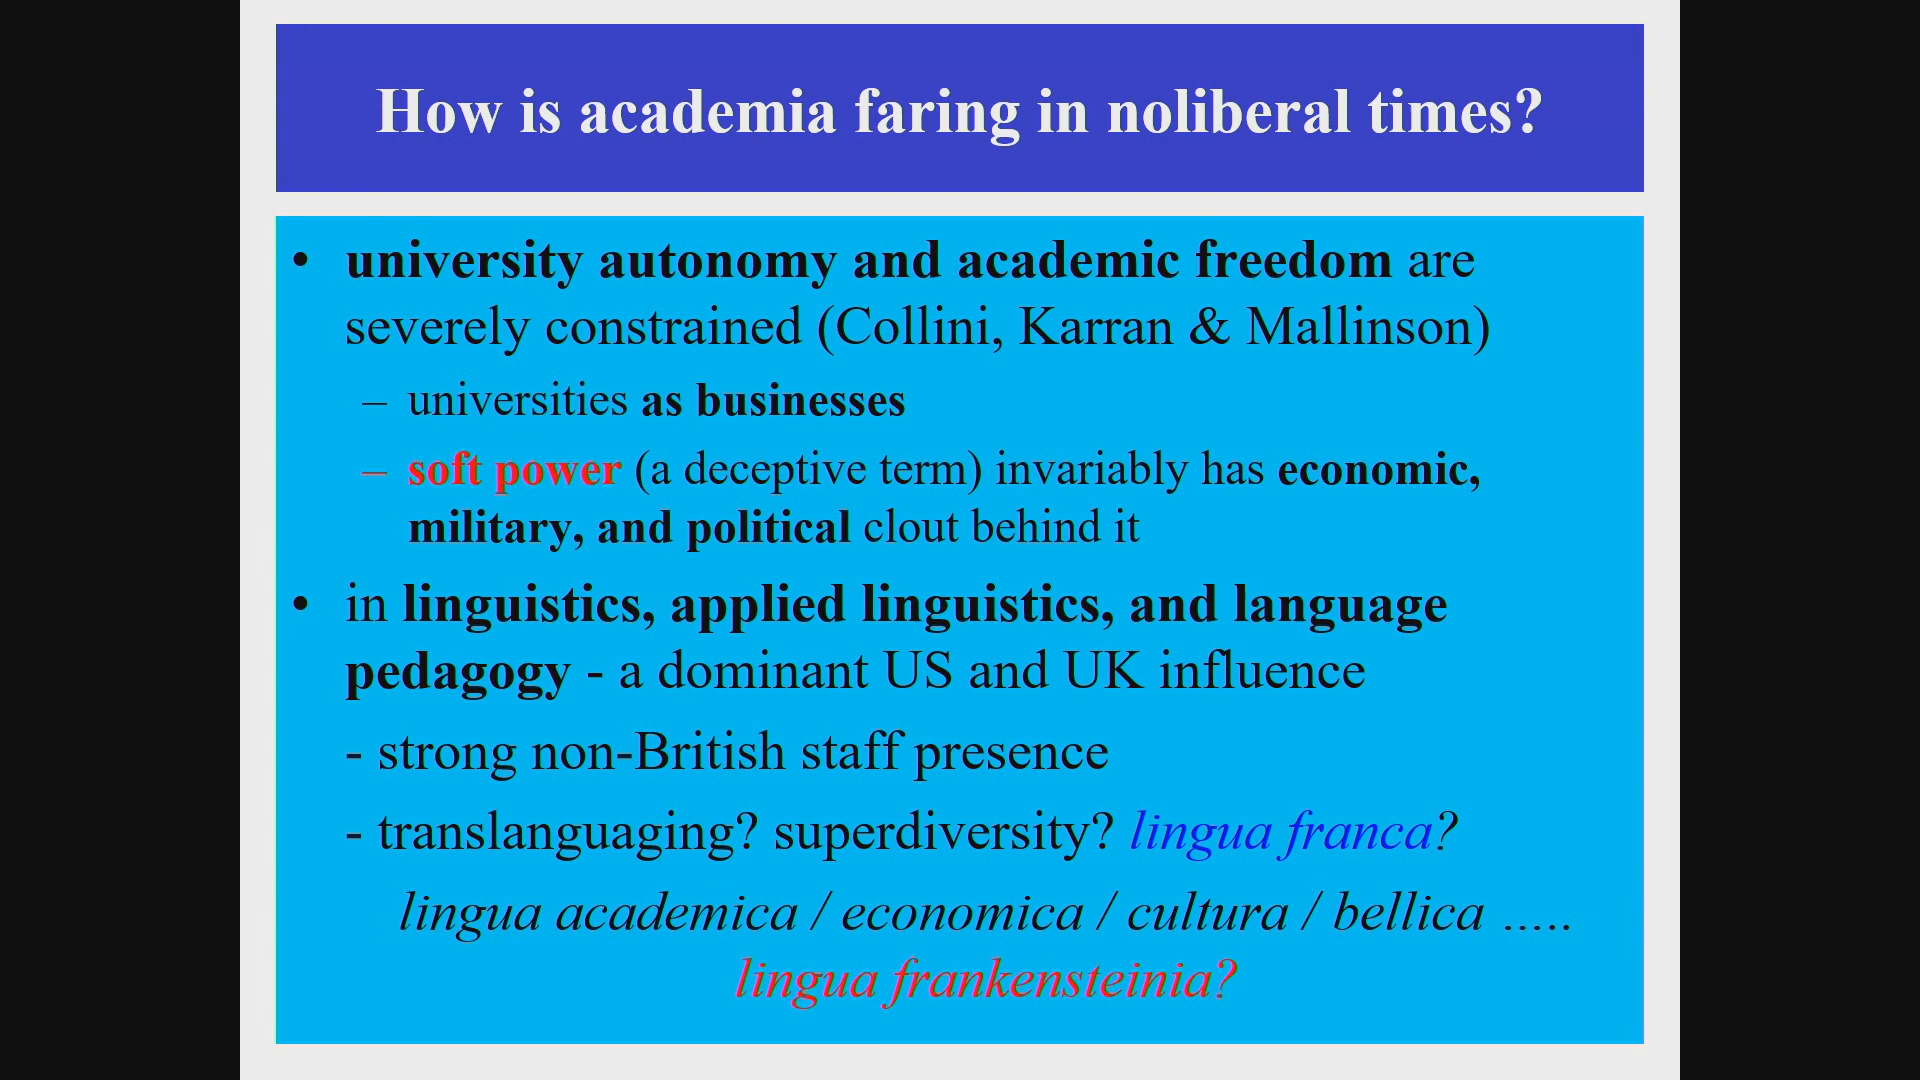 How is academia faring in noliberal times?
• university autonomy and academic freedom are
severely constrained (Collini, Karran & Mallinson)
– universities as businesses
– soft power (a deceptive term) invariably has economic,
military, and political clout behind it
• in linguistics, applied linguistics, and language
pedagogy - a dominant US and UK influence
- strong non-British staff presence
- translanguaging? superdiversity? lingua franca?
lingua academica / economica / cultura / bellica .....
lingua frankensteinia?